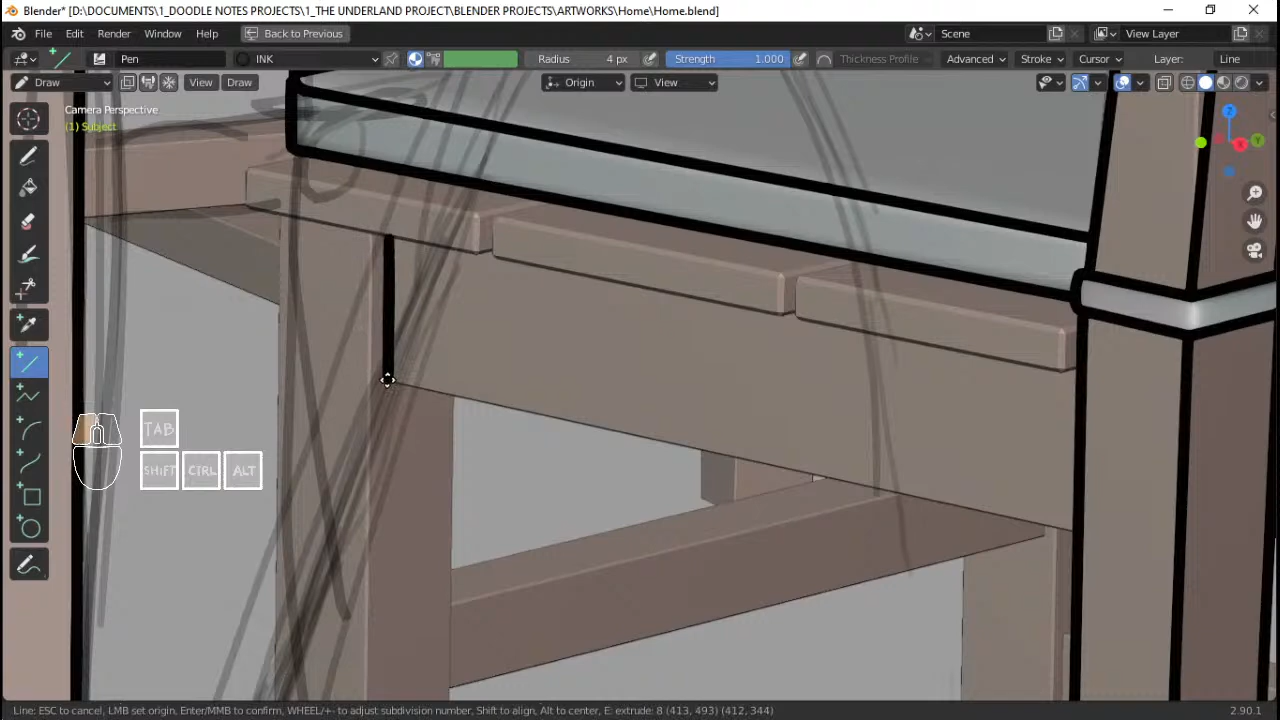 Blender* [D:\DOCUMENTS\1_DOODLE NOTES PROJECTS\1_THE UNDERLAND PROJECT\BLENDER PROJECTS\ARTWORKS\Home\Home.blend]
File Edit Render Window Help Back to Previous Scene View Layer
Pen INK Radius 4 px Strength 1.000 Thickness Profile Advanced Stroke Cursor Layer: Line
Draw View Draw Origin View
Camera Perspective
(1) Subject
Z
Y
X
TAB
SHIFT CTRL ALT
Line: ESC to cancel, LMB set origin, Enter/MMB to confirm, WHEEL/+- to adjust subdivision number, Shift to align, Alt to center, E: extrude: 8 (413, 493) (412, 344) 2.90.1